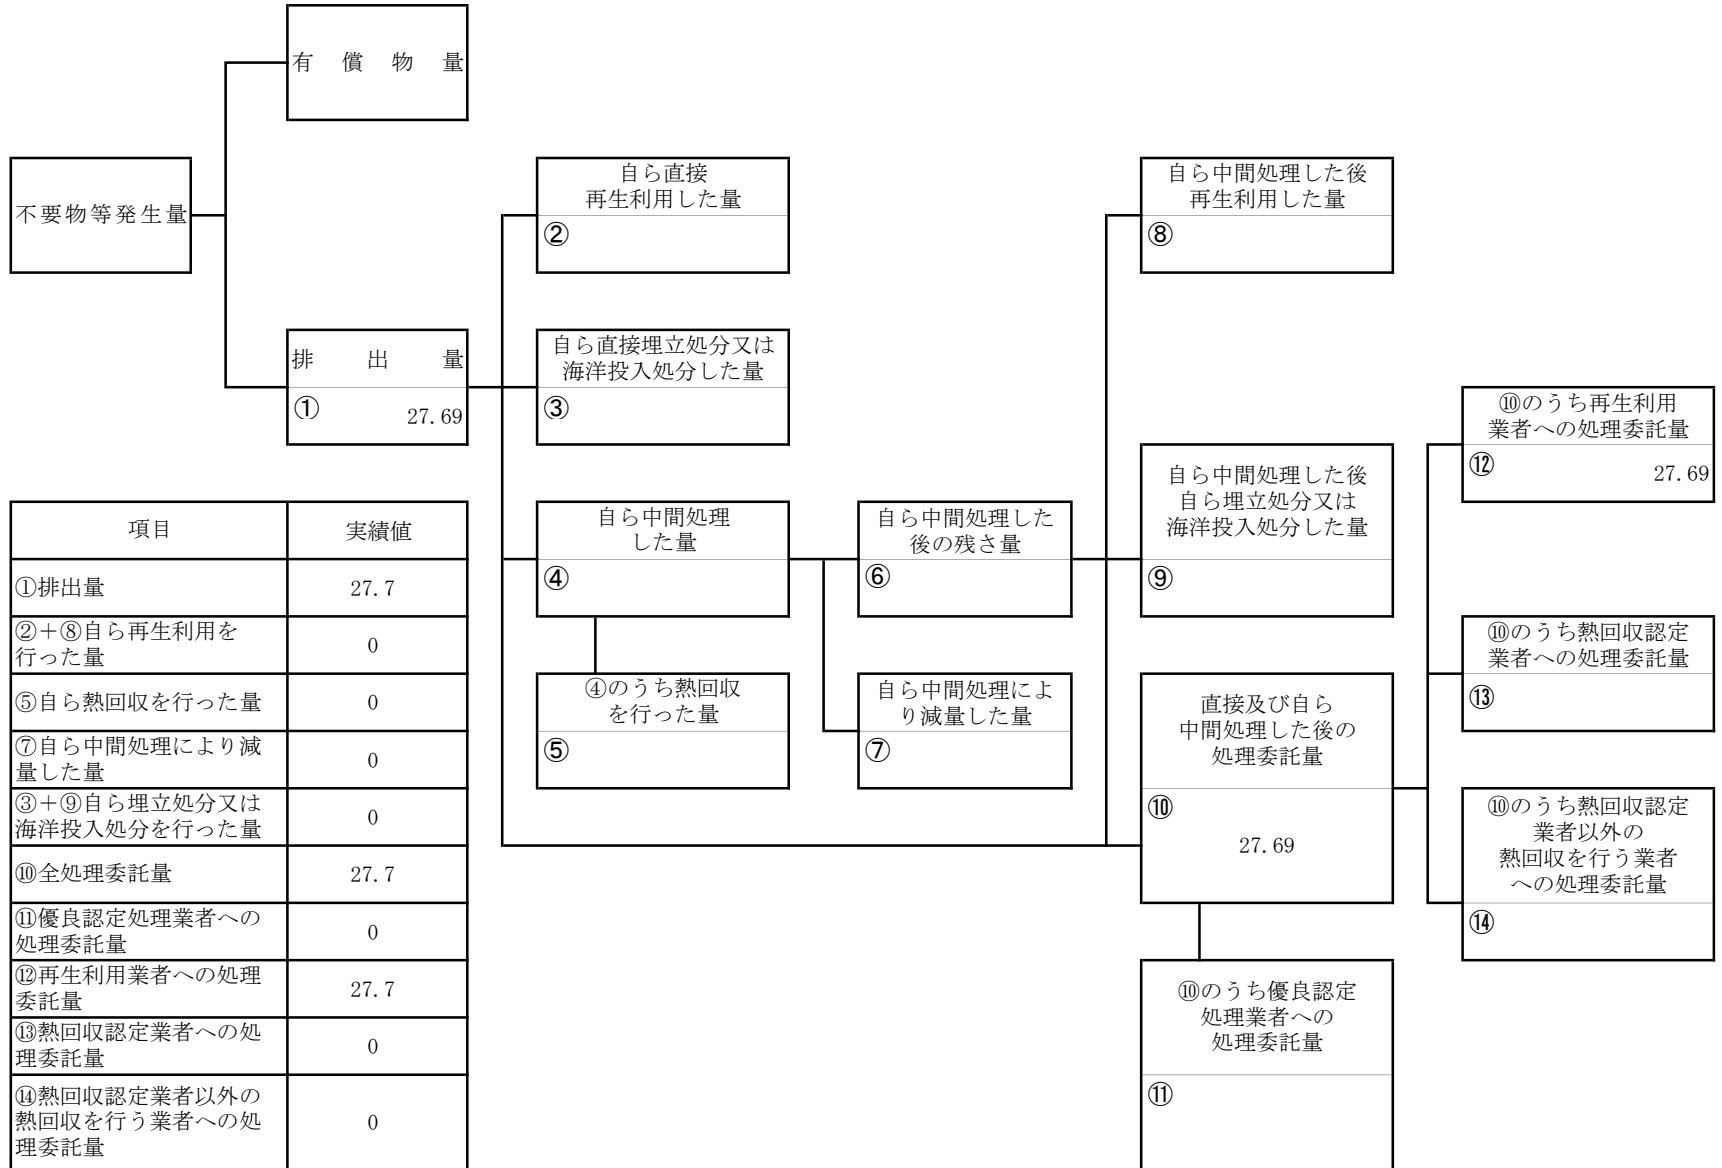 有償物量
不要物等発生量
排出量
①
27.69
自ら直接
再生利用した量
②
自ら直接埋立処分又は
海洋投入処分した量
③
自ら中間処理
した量
④
④のうち熱回収
を行った量
⑤
自ら中間処理した
後の残さ量
⑥
自ら中間処理によ
り減量した量
⑦
自ら中間処理した後
再生利用した量
⑧
自ら中間処理した後
自ら埋立処分又は
海洋投入処分した量
⑨
直接及び自ら
中間処理した後の
処理委託量
⑩
27.69
⑩のうち優良認定
処理業者への
処理委託量
⑪
⑩のうち再生利用
業者への処理委託量
⑫
27.69
⑩のうち熱回収認定
業者への処理委託量
⑬
⑩のうち熱回収認定
業者以外の
熱回収を行う業者
への処理委託量
⑭
項目 実績値
①排出量 27.7
②＋⑧自ら再生利用を
行った量 0
⑤自ら熱回収を行った量 0
⑦自ら中間処理により減
量した量 0
③＋⑨自ら埋立処分又は
海洋投入処分を行った量 0
⑩全処理委託量 27.7
⑪優良認定処理業者への
処理委託量 0
⑫再生利用業者への処理
委託量 27.7
⑬熱回収認定業者への処
理委託量 0
⑭熱回収認定業者以外の
熱回収を行う業者への処
理委託量 0